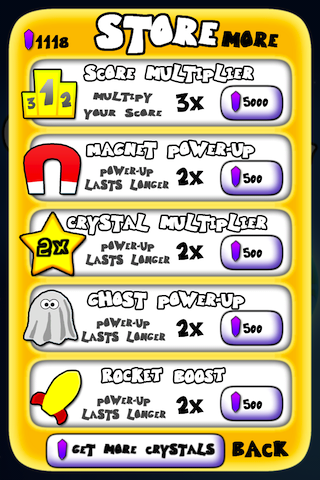 1118 STORE MORE
SCORE MULTIPLIER
3 1 2 MULTIPY YOUR SCORE 3X 5000
MAGNET POWER-UP
POWER-UP LASTS LONGER 2X 500
CRYSTAL MULTIPLIER
2X POWER-UP LASTS LONGER 2X 500
GHOST POWER-UP
POWER-UP LASTS LONGER 2X 500
ROCKET BOOST
POWER-UP LASTS LONGER 2X 500
GET MORE CRYSTALS BACK